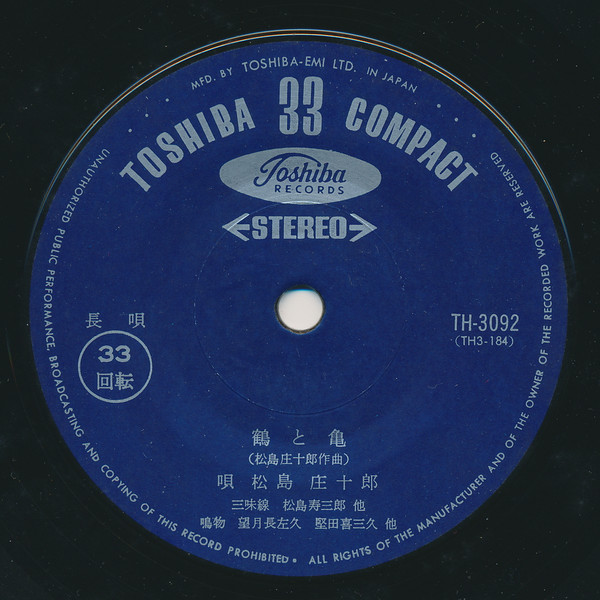 MFD. BY TOSHIBA-EMI LTD. IN JAPAN
TOSHIBA 33 COMPACT
Toshiba
RECORDS
STEREO
長唄
33
回転
TH-3092
(TH3-184)
鶴と亀
(松島庄十郎作曲)
唄 松島 庄十郎
三味線 松島寿三郎 他
鳴物 望月長左久 堅田喜三久 他
UNAUTHORIZED PUBLIC PERFORMANCE, BROADCASTING AND COPYING OF THIS RECORD PROHIBITED • ALL RIGHTS OF THE MANUFACTURER AND OF THE OWNER OF THE RECORDED WORK ARE RESERVED